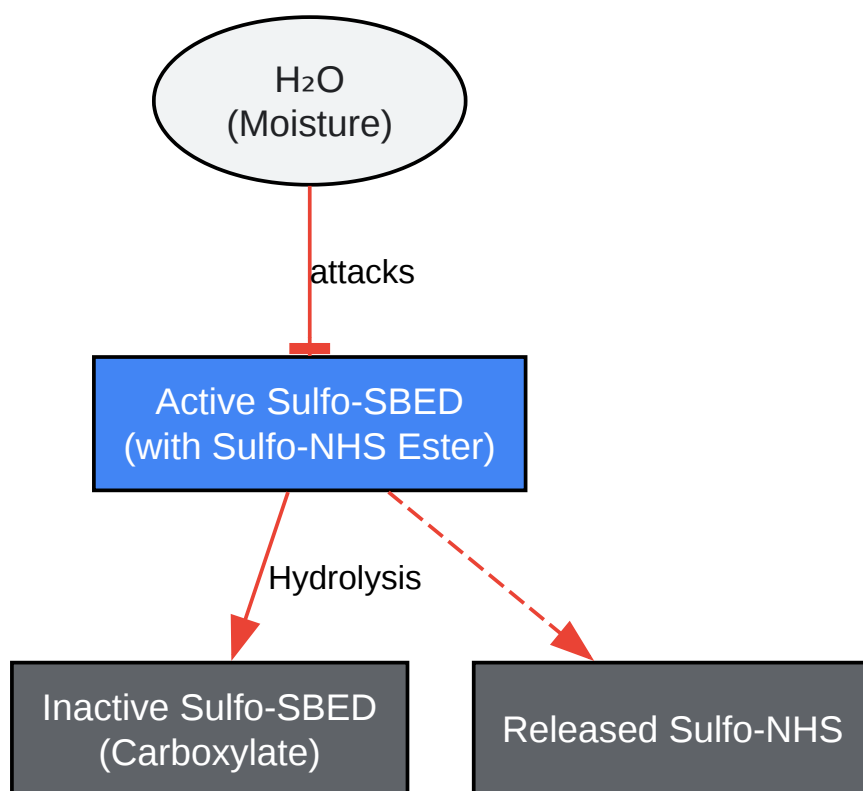 H₂O
(Moisture)
attacks
Active Sulfo-SBED
(with Sulfo-NHS Ester)
Hydrolysis
Inactive Sulfo-SBED
(Carboxylate)
Released Sulfo-NHS